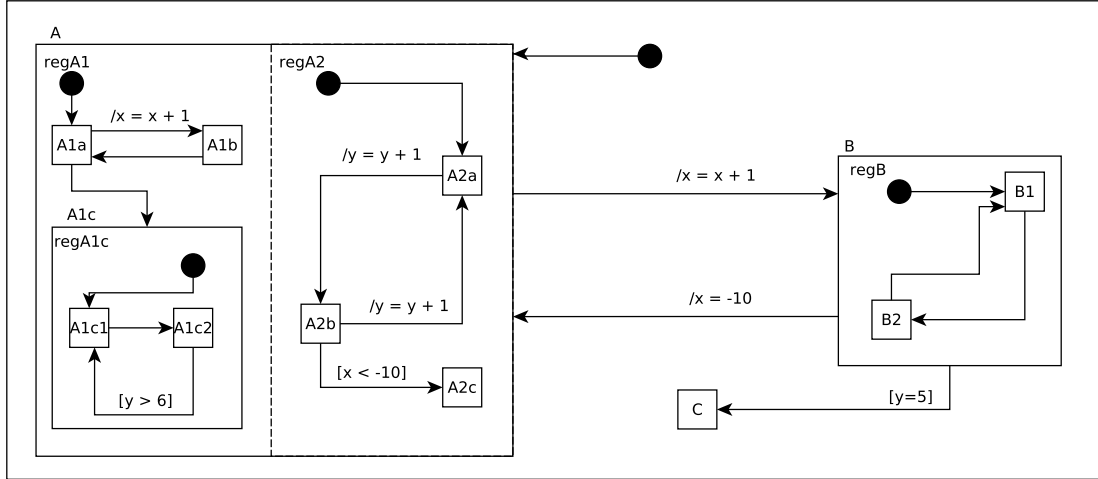 A
regA1
regA2
/x = x + 1
A1a
A1b
/y = y + 1
A2a
/x = x + 1
B
regB
B1
A1c
regA1c
A1c1
A1c2
[y > 6]
/y = y + 1
A2b
[x < -10]
A2c
/x = -10
B2
[y=5]
C